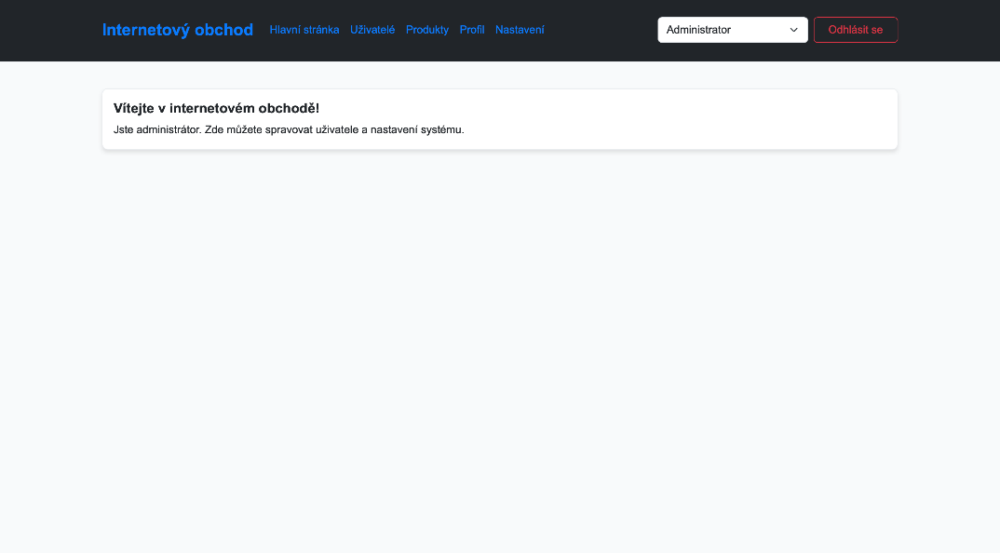 Internetový obchod
Hlavní stránka Uživatelé Produkty Profil Nastavení
Administrator
Odhlásit se
Vítejte v internetovém obchodě!
Jste administrátor. Zde můžete spravovat uživatele a nastavení systému.